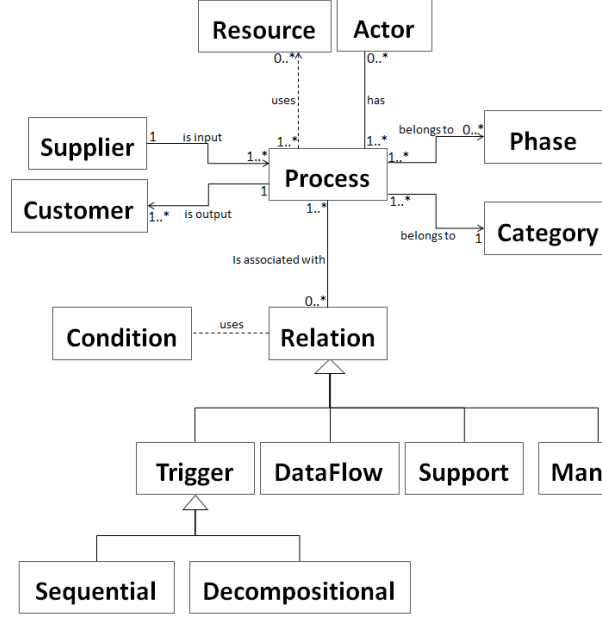 Resource
Actor
0..*
0..*
uses
has
1..*
1..*
Supplier
1
is input
1..*
Process
1..*
belongs to
0..*
Phase
Customer
1..*
is output
1
1..*
1..*
belongs to
1
Category
Is associated with
0..*
Condition
uses
Relation
Trigger
DataFlow
Support
Man
Sequential
Decompositional